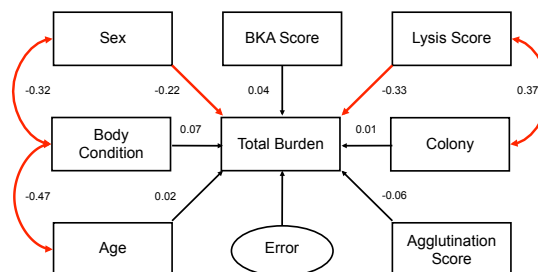 Sex
BKA Score
Lysis Score
-0.32
-0.22
0.04
-0.33
0.37
Body
Condition
0.07
Total Burden
0.01
Colony
-0.47
0.02
-0.06
Age
Error
Agglutination
Score